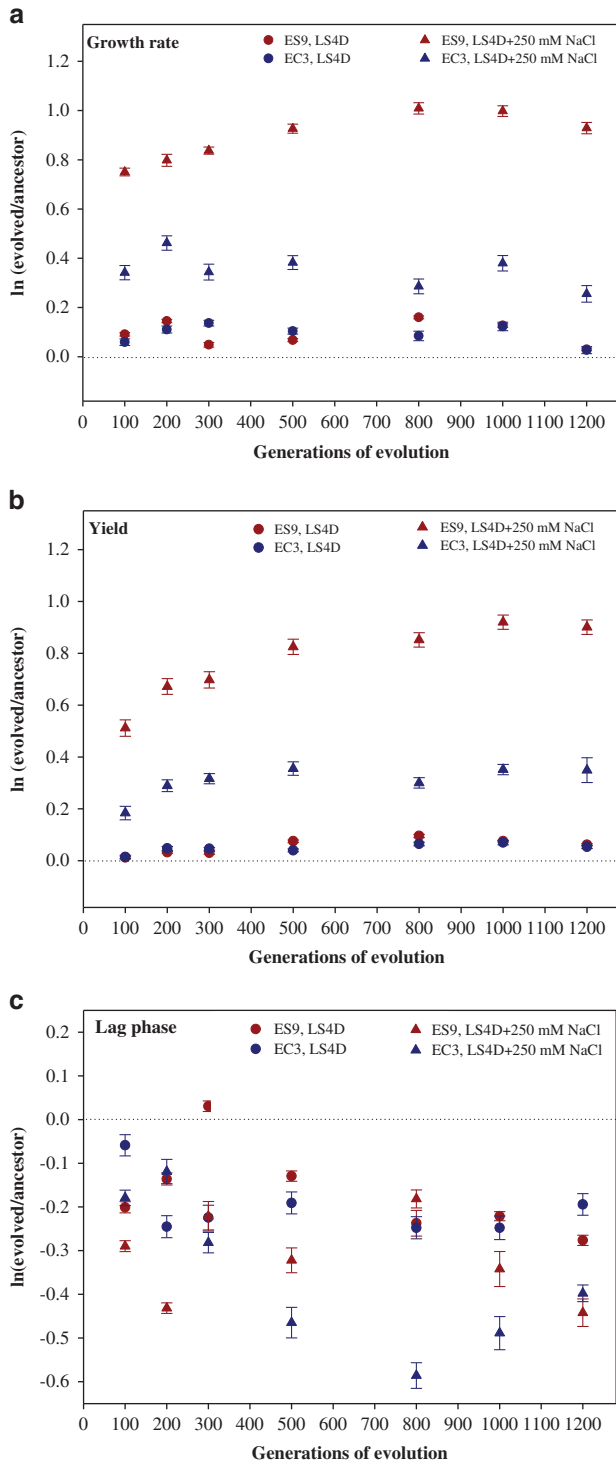 a
Growth rate
ES9, LS4D
ES9, LS4D+250 mM NaCl
EC3, LS4D
EC3, LS4D+250 mM NaCl
ln (evolved/ancestor)
1.2
1.0
0.8
0.6
0.4
0.2
0.0
0 100 200 300 400 500 600 700 800 900 1000 1100 1200
Generations of evolution
b
Yield
ES9, LS4D
ES9, LS4D+250 mM NaCl
EC3, LS4D
EC3, LS4D+250 mM NaCl
ln (evolved/ancestor)
1.2
1.0
0.8
0.6
0.4
0.2
0.0
0 100 200 300 400 500 600 700 800 900 1000 1100 1200
Generations of evolution
c
Lag phase
ES9, LS4D
ES9, LS4D+250 mM NaCl
EC3, LS4D
EC3, LS4D+250 mM NaCl
ln(evolved/ancestor)
0.2
0.1
0.0
-0.1
-0.2
-0.3
-0.4
-0.5
-0.6
0 100 200 300 400 500 600 700 800 900 1000 1100 1200
Generations of evolution